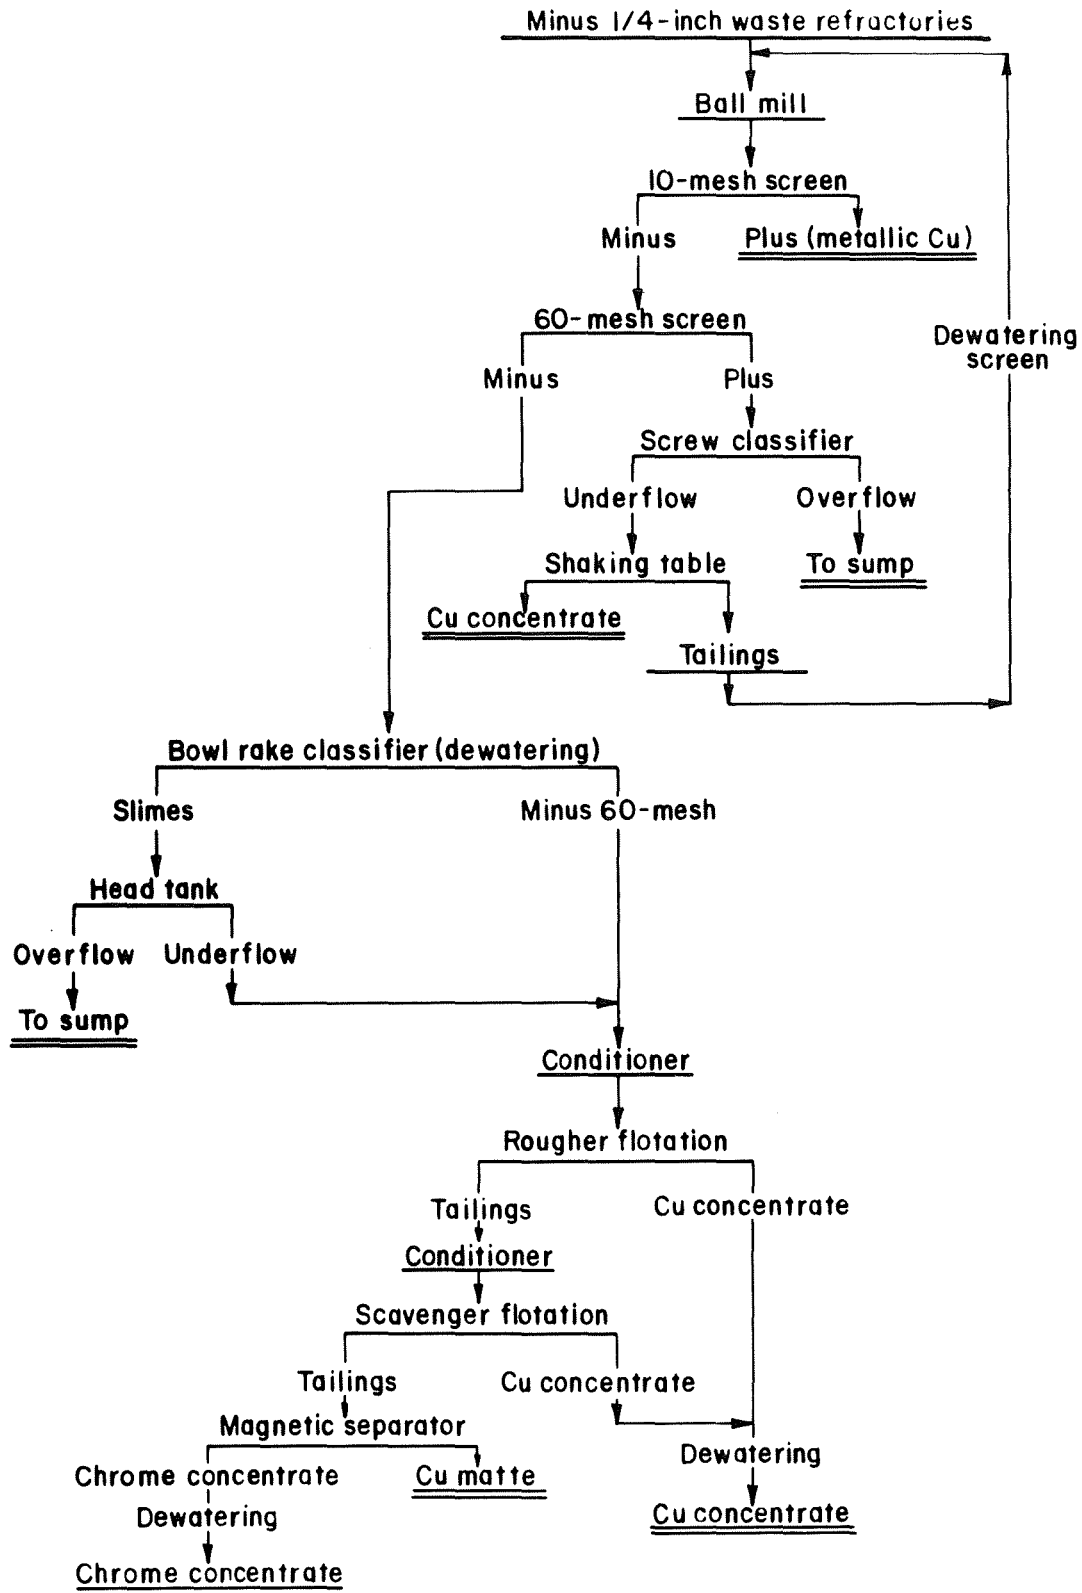 Minus 1/4-inch waste refractories
Ball mill
10-mesh screen
Minus
Plus (metallic Cu)
60-mesh screen
Dewatering
screen
Minus
Plus
Screw classifier
Underflow
Overflow
Shaking table
To sump
Cu concentrate
Tailings
Bowl rake classifier (dewatering)
Slimes
Minus 60-mesh
Head tank
Overflow
Underflow
To sump
Conditioner
Rougher flotation
Tailings
Cu concentrate
Conditioner
Scavenger flotation
Tailings
Cu concentrate
Magnetic separator
Dewatering
Chrome concentrate
Cu matte
Dewatering
Cu concentrate
Chrome concentrate